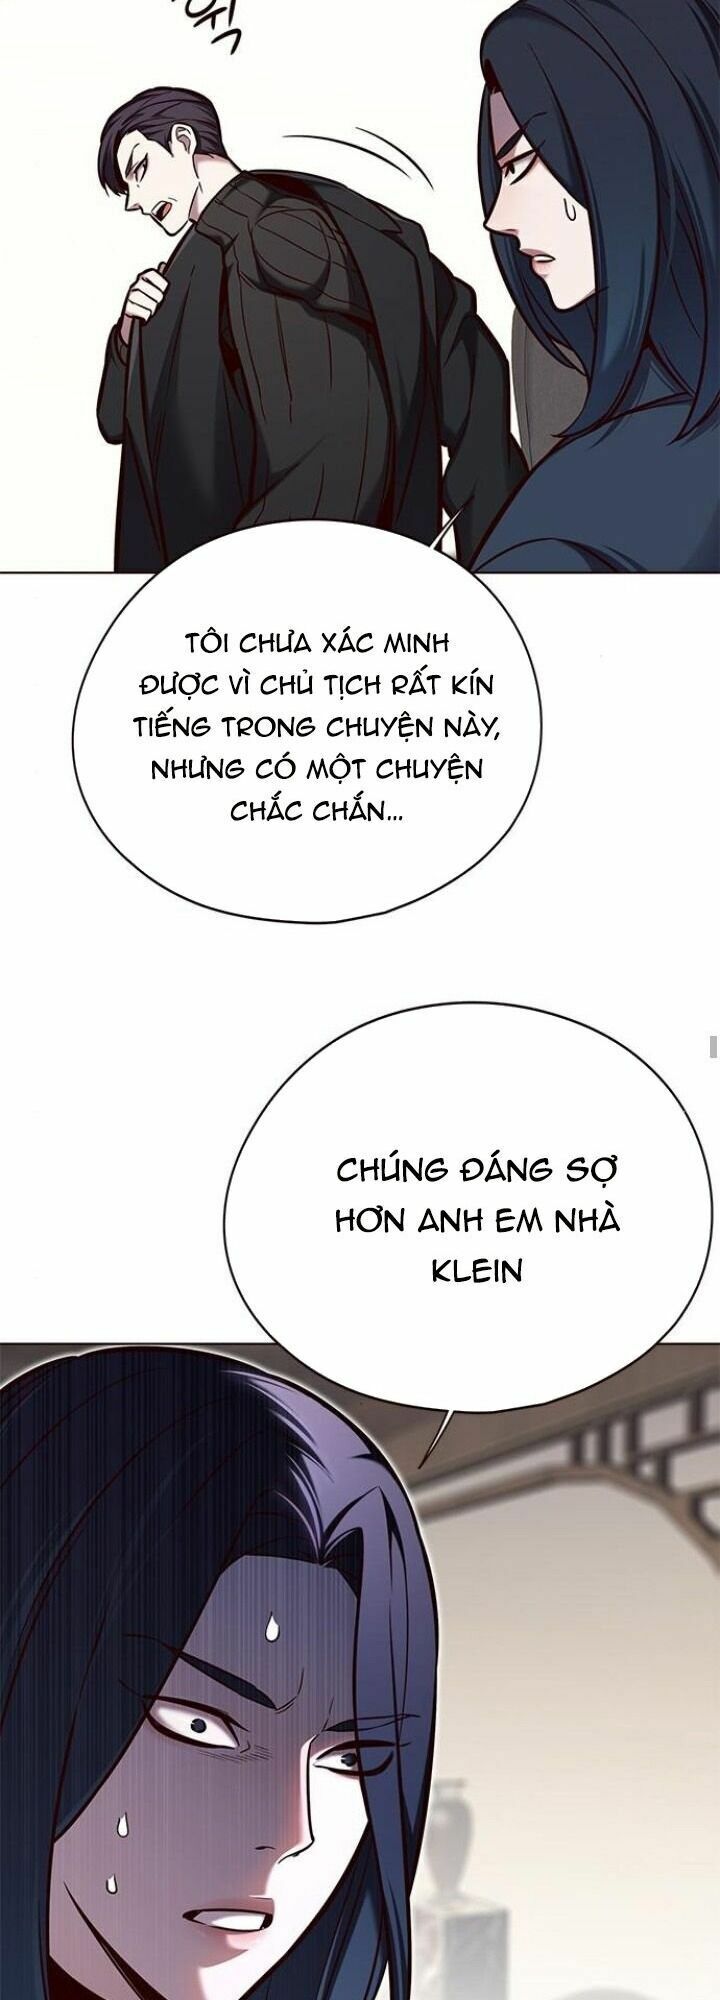 TÔI CHƯA XÁC MINH
ĐƯỢC VÌ CHỦ TỊCH RẤT KÍN
TIẾNG TRONG CHUYỆN NÀY,
NHƯNG CÓ MỘT CHUYỆN
CHẮC CHẮN...
CHÚNG ĐÁNG SỢ
HƠN ANH EM NHÀ
KLEIN